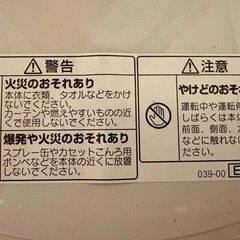 ⚠警告
火災のおそれあり
本体に衣類、タオルなどをかけ
ないでください。
カーテンや燃えやすいものの近
くで使用しないでください。
爆発や火災のおそれあり
スプレー缶やカセットこんろ用
ボンベなどを本体の近くに放置
しないでください。
⚠注意
やけどのおそれ
運転中や運転停
しばらくは本体
前面、側面、
などに触れない
039-00